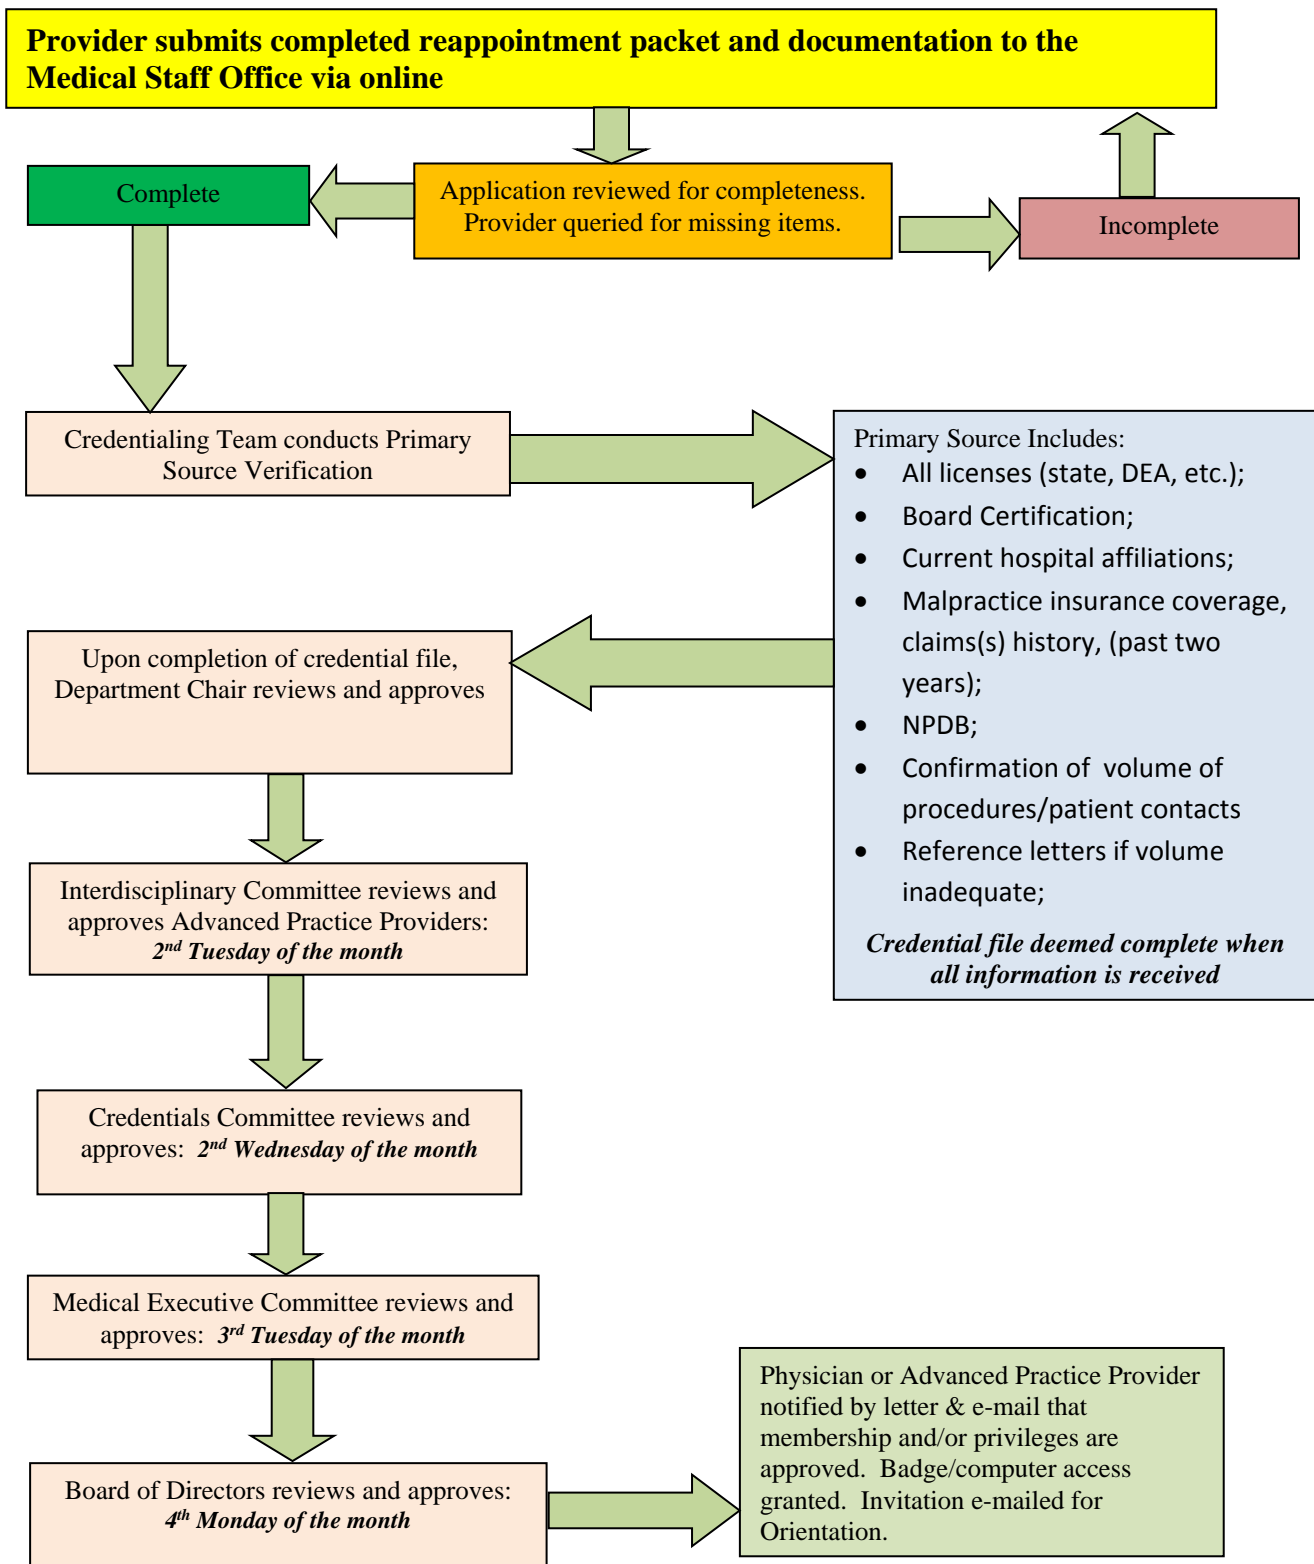 Provider submits completed reappointment packet and documentation to the
Medical Staff Office via online
Complete
Application reviewed for completeness.
Provider queried for missing items.
Incomplete
Credentialing Team conducts Primary
Source Verification
Primary Source Includes:
• All licenses (state, DEA, etc.);
• Board Certification;
• Current hospital affiliations;
• Malpractice insurance coverage,
claims(s) history, (past two
years);
• NPDB;
• Confirmation of volume of
procedures/patient contacts
• Reference letters if volume
inadequate;
Credential file deemed complete when
all information is received
Upon completion of credential file,
Department Chair reviews and approves
Interdisciplinary Committee reviews and
approves Advanced Practice Providers:
2nd Tuesday of the month
Credentials Committee reviews and
approves: 2nd Wednesday of the month
Medical Executive Committee reviews and
approves: 3rd Tuesday of the month
Board of Directors reviews and approves:
4th Monday of the month
Physician or Advanced Practice Provider
notified by letter & e-mail that
membership and/or privileges are
approved. Badge/computer access
granted. Invitation e-mailed for
Orientation.